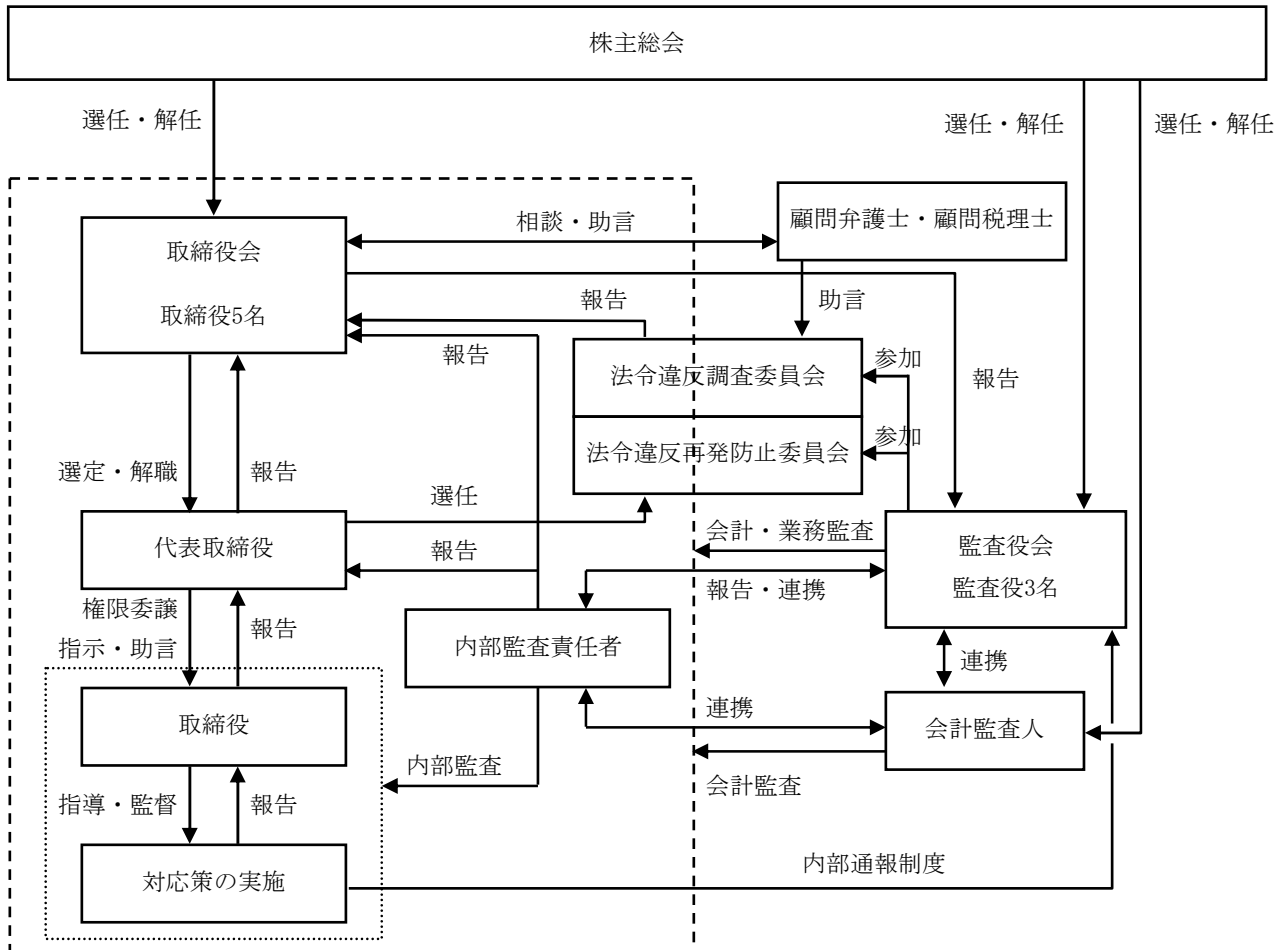 株主総会
選任・解任
選任・解任
選任・解任
顧問弁護士・顧問税理士
相談・助言
取締役会
取締役5名
報告
助言
報告
法令違反調査委員会
参加
報告
法令違反再発防止委員会
参加
選定・解職
報告
選任
代表取締役
報告
会計・業務監査
監査役会
監査役3名
報告・連携
権限委譲
指示・助言
報告
内部監査責任者
連携
取締役
連携
会計監査人
内部監査
会計監査
指導・監督
報告
対応策の実施
内部通報制度